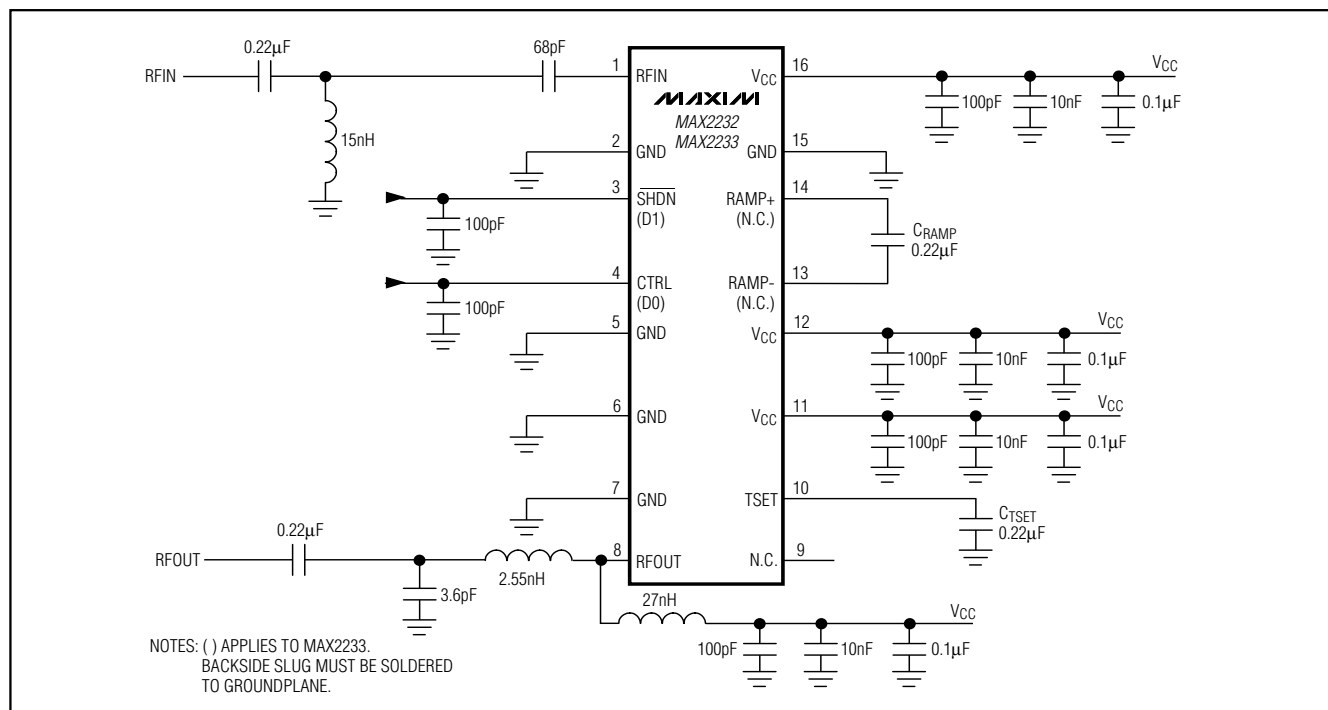 0.22µF
68pF
RFIN
15nH
1
RFIN
VCC
16
VCC
MAXIM
MAX2232
MAX2233
100pF
10nF
0.1µF
2
GND
GND
15
3
SHDN
(D1)
RAMP+
(N.C.)
14
100pF
CRAMP
0.22µF
4
CTRL
(D0)
RAMP-
(N.C.)
13
100pF
5
GND
VCC
12
VCC
100pF
10nF
0.1µF
6
GND
VCC
11
VCC
100pF
10nF
0.1µF
7
GND
TSET
10
CTSET
0.22µF
0.22µF
RFOUT
8
RFOUT
N.C.
9
2.55nH
3.6pF
27nH
VCC
100pF
10nF
0.1µF
NOTES: ( ) APPLIES TO MAX2233.
BACKSIDE SLUG MUST BE SOLDERED
TO GROUNDPLANE.